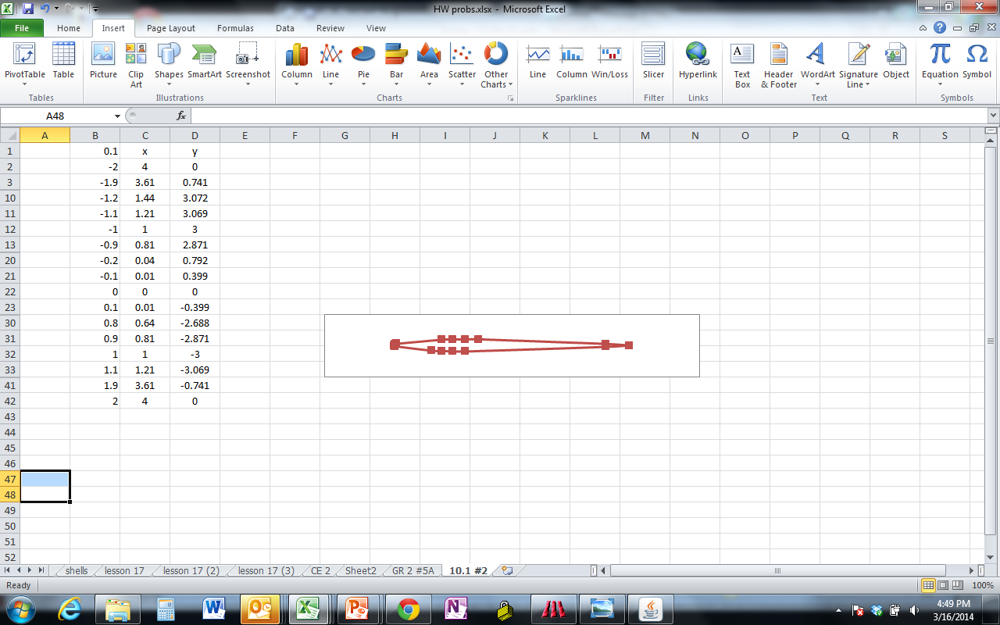 HW probs.xlsx - Microsoft Excel
File Home Insert Page Layout Formulas Data Review View
PivotTable Table Picture Clip Art Shapes SmartArt Screenshot Column Line Pie Bar Area Scatter Other Charts Line Column Win/Loss Slicer Hyperlink Text Box Header & Footer WordArt Signature Line Object Equation Symbol
Tables Illustrations Charts Sparklines Filter Links Text Symbols
A48 fx
A B C D E F G H I J K L M N O P Q R S
1 0.1 x y
2 -2 4 0
3 -1.9 3.61 0.741
10 -1.2 1.44 3.072
11 -1.1 1.21 3.069
12 -1 1 3
13 -0.9 0.81 2.871
20 -0.2 0.04 0.792
21 -0.1 0.01 0.399
22 0 0 0
23 0.1 0.01 -0.399
30 0.8 0.64 -2.688
31 0.9 0.81 -2.871
32 1 1 -3
33 1.1 1.21 -3.069
41 1.9 3.61 -0.741
42 2 4 0
43
44
45
46
47
48
49
50
51
52
shells lesson 17 lesson 17 (2) lesson 17 (3) CE 2 Sheet2 GR 2 #5A 10.1 #2
Ready 100%
4:49 PM
3/16/2014